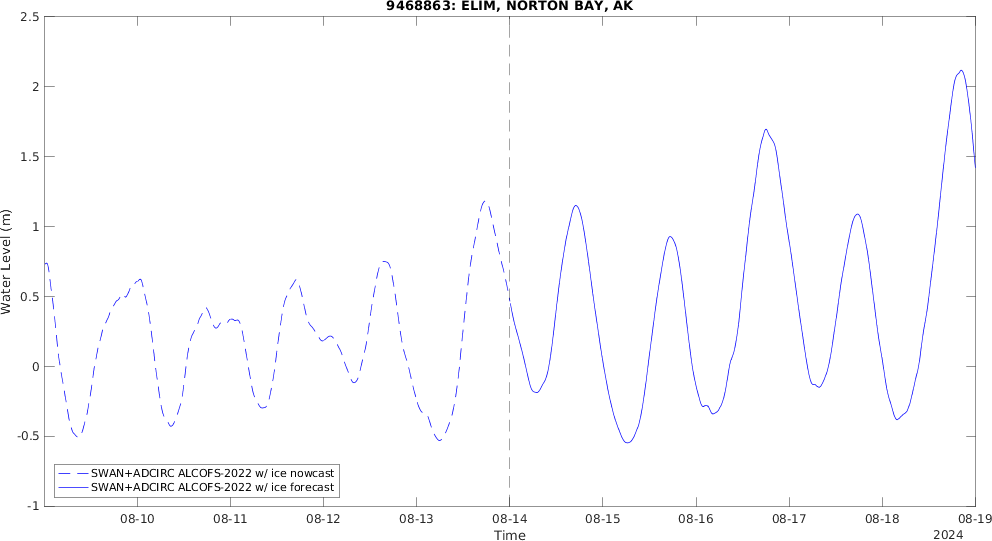 9468863: ELIM, NORTON BAY, AK
2.5
2
1.5
1
0.5
0
-0.5
-1
Water Level (m)
SWAN+ADCIRC ALCOFS-2022 w/ ice nowcast
SWAN+ADCIRC ALCOFS-2022 w/ ice forecast
08-10 08-11 08-12 08-13 08-14 08-15 08-16 08-17 08-18 08-19
Time
2024